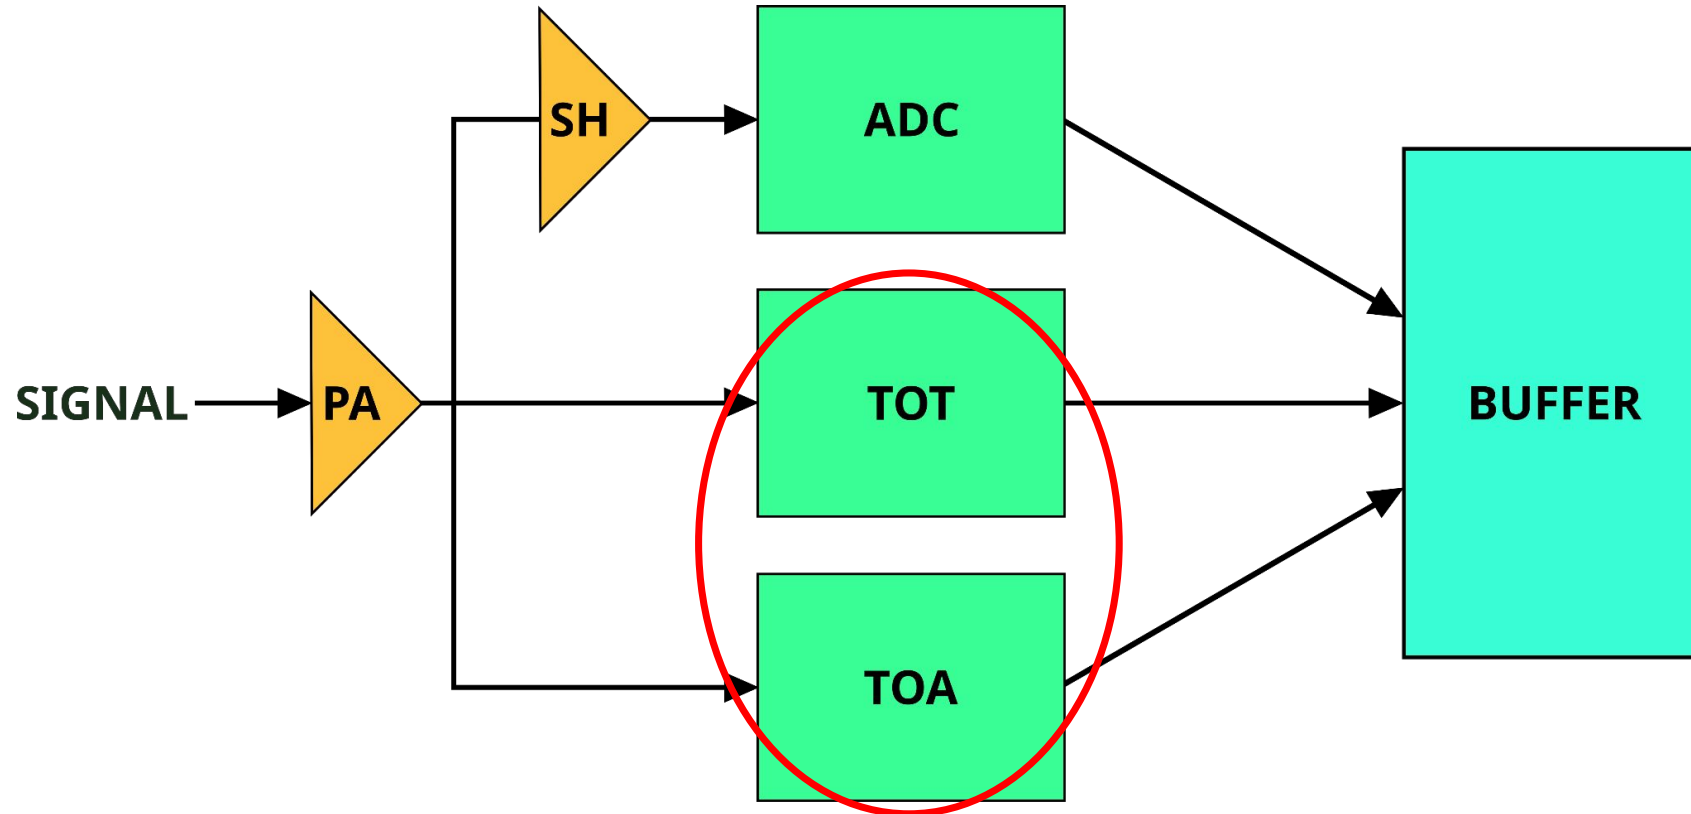 SH
ADC
SIGNAL
PA
TOT
BUFFER
TOA